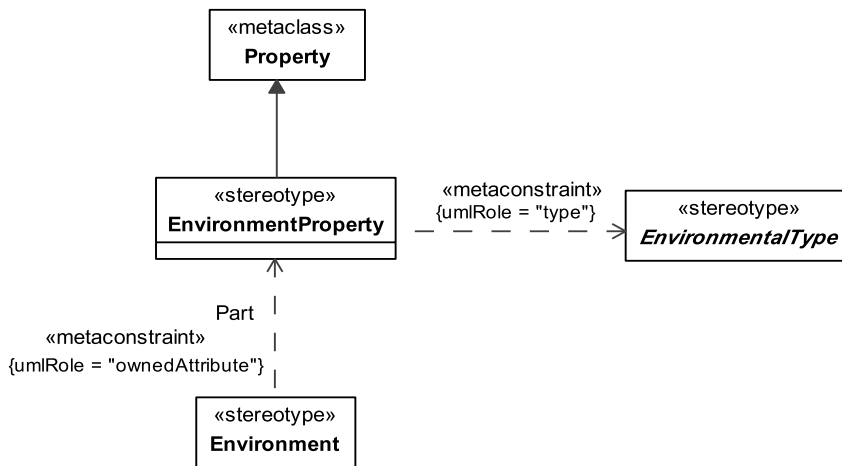 «metaclass»
Property
«stereotype»
EnvironmentProperty
«metaconstraint»
{umlRole = "type"}
«stereotype»
EnvironmentalType
Part
«metaconstraint»
{umlRole = "ownedAttribute"}
«stereotype»
Environment